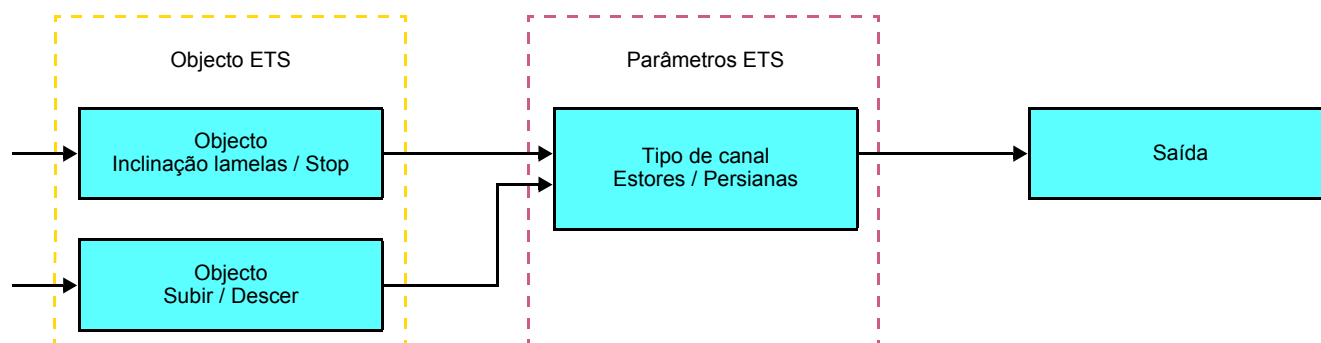 Objecto ETS
Parâmetros ETS
Objecto
Inclinação lamelas / Stop
Tipo de canal
Estores / Persianas
Saída
Objecto
Subir / Descer